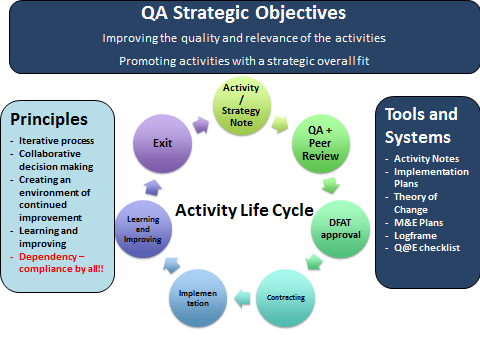 QA Strategic Objectives
Improving the quality and relevance of the activities
Promoting activities with a strategic overall fit
Principles
- Iterative process
- Collaborative
decision making
- Creating an
environment of
continued
improvement
- Learning and
improving
- Dependency –
compliance by all!!
Activity
/
Strategy
Note
QA +
Peer
Review
DFAT
approval
Contracting
Implemen
tation
Learning
and
Improving
Exit
Activity Life Cycle
Tools and
Systems
- Activity Notes
- Implementation
Plans
- Theory of
Change
- M&E Plans
- Logframe
- Q@E checklist